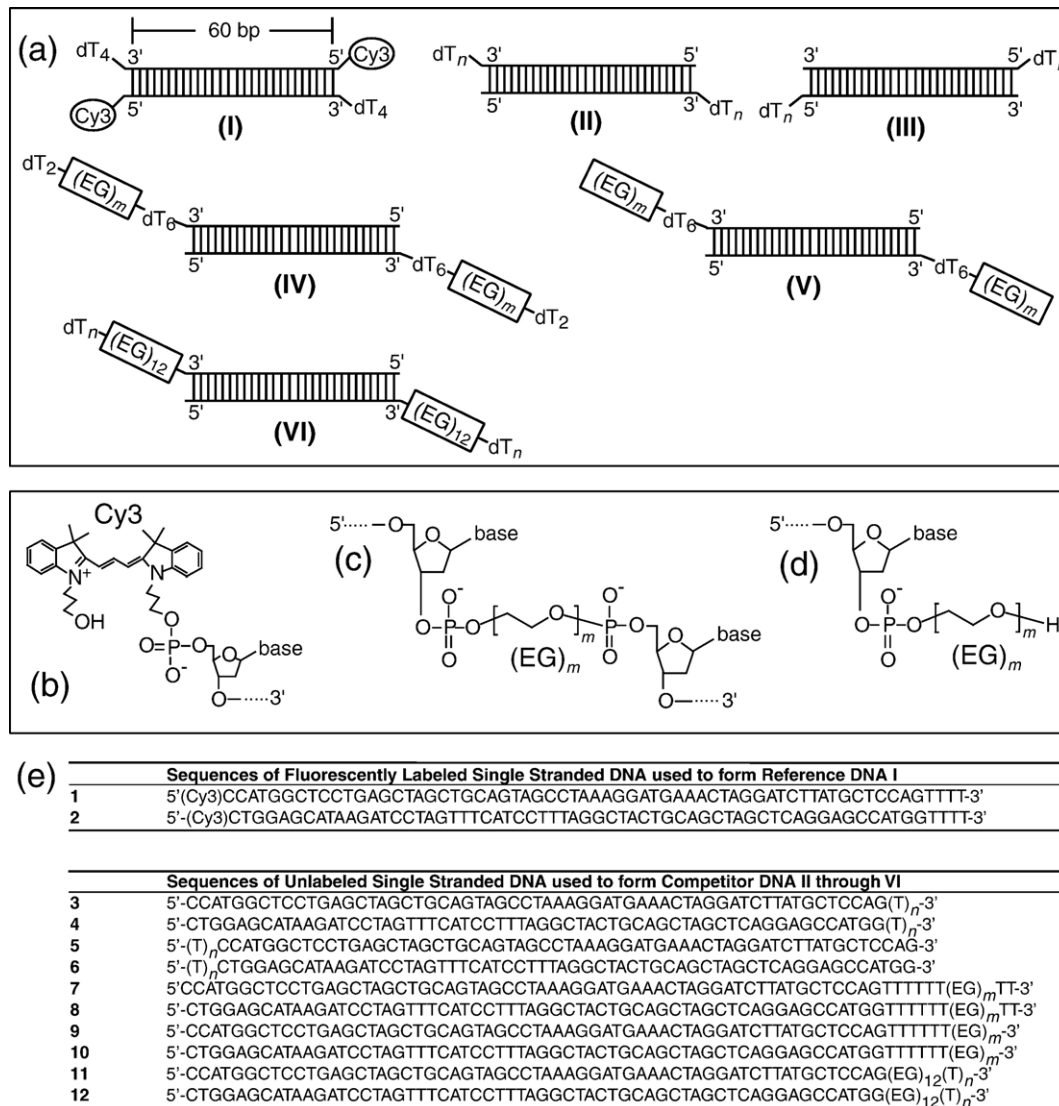 (a)
60 bp
dT4 3' 5' Cy3
Cy3 5' 3' dT4
(I)
dTn 3' 5'
5' 3' dTn
(II)
3' 5' dT
dTn 5' 3'
(III)
dT2 (EG)m dT6 3' 5'
5' 3' dT6 (EG)m dT2
(IV)
(EG)m dT6 3' 5'
5' 3' dT6 (EG)m
(V)
dTn (EG)12 3' 5'
5' 3' (EG)12 dTn
(VI)
(b)
Cy3
N+ N
OH O
O=P–O O base
O-
O— ..... 3'
(c)
5' ..... —O O base
O-
O P O [ O ]m P O O base
O O
(EG)m
O— ..... 3'
(d)
5' ..... —O O base
O-
O P O [ O ]m H
O
(EG)m
(e)
Sequences of Fluorescently Labeled Single Stranded DNA used to form Reference DNA I
1 5'(Cy3)CCATGGCTCCTGAGCTAGCTGCAGTAGCCTAAAGGATGAAACTAGGATCTTATGCTCCAGTTTT-3'
2 5'-(Cy3)CTGGAGCATAAGATCCTAGTTTCATCCTTTAGGCTACTGCAGCTAGCTCAGGAGCCATGGTTTT-3'
Sequences of Unlabeled Single Stranded DNA used to form Competitor DNA II through VI
3 5'-CCATGGCTCCTGAGCTAGCTGCAGTAGCCTAAAGGATGAAACTAGGATCTTATGCTCCAG(T)n-3'
4 5'-CTGGAGCATAAGATCCTAGTTTCATCCTTTAGGCTACTGCAGCTAGCTCAGGAGCCATGG(T)n-3'
5 5'-(T)nCCATGGCTCCTGAGCTAGCTGCAGTAGCCTAAAGGATGAAACTAGGATCTTATGCTCCAG-3'
6 5'-(T)nCTGGAGCATAAGATCCTAGTTTCATCCTTTAGGCTACTGCAGCTAGCTCAGGAGCCATGG-3'
7 5'CCATGGCTCCTGAGCTAGCTGCAGTAGCCTAAAGGATGAAACTAGGATCTTATGCTCCAGTTTTTT(EG)mTT-3'
8 5'-CTGGAGCATAAGATCCTAGTTTCATCCTTTAGGCTACTGCAGCTAGCTCAGGAGCCATGGTTTTTT(EG)mTT-3'
9 5'-CCATGGCTCCTGAGCTAGCTGCAGTAGCCTAAAGGATGAAACTAGGATCTTATGCTCCAGTTTTTT(EG)m-3'
10 5'-CTGGAGCATAAGATCCTAGTTTCATCCTTTAGGCTACTGCAGCTAGCTCAGGAGCCATGGTTTTTT(EG)m-3'
11 5'-CCATGGCTCCTGAGCTAGCTGCAGTAGCCTAAAGGATGAAACTAGGATCTTATGCTCCAG(EG)12(T)n-3'
12 5'-CTGGAGCATAAGATCCTAGTTTCATCCTTTAGGCTACTGCAGCTAGCTCAGGAGCCATGG(EG)12(T)n-3'